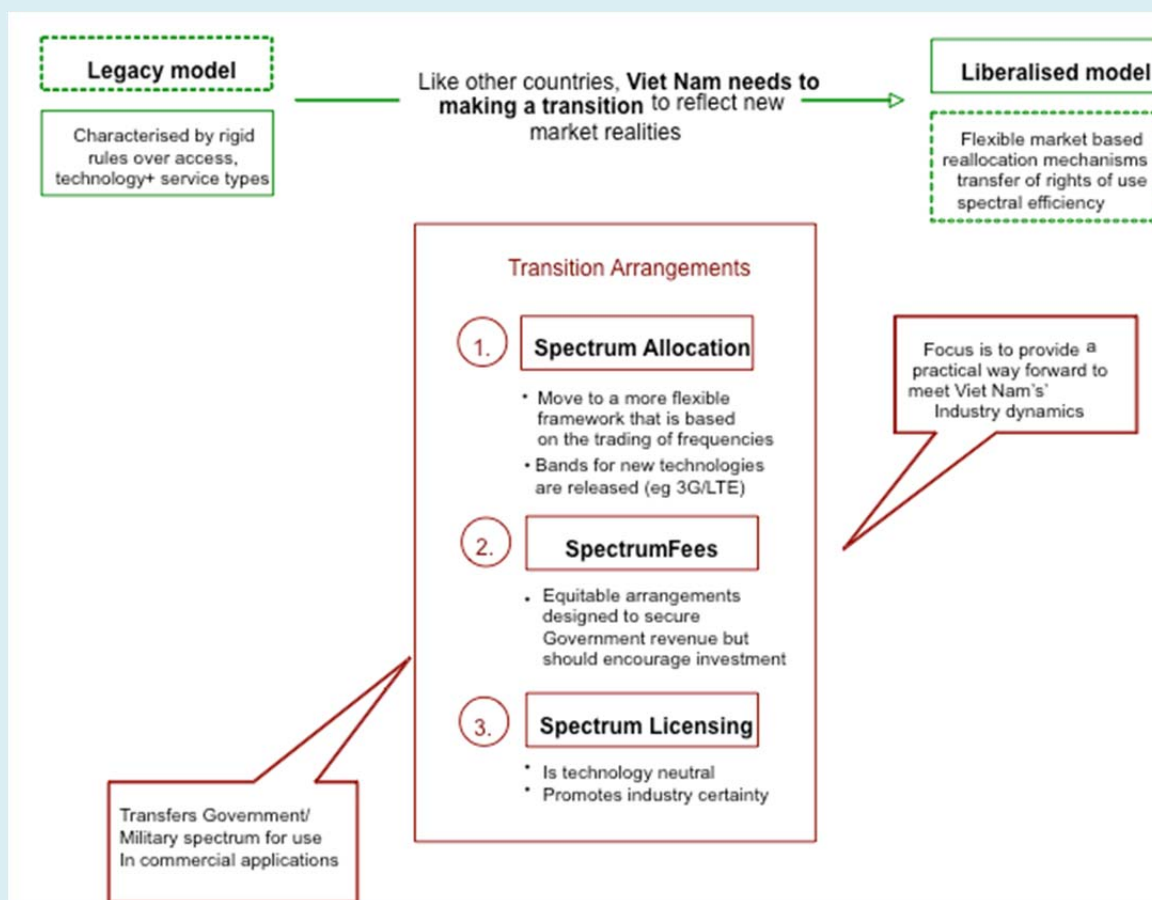 Legacy model
Characterised by rigid
rules over access,
technology+ service types
Like other countries, Viet Nam needs to
making a transition to reflect new
market realities
Liberalised model
Flexible market based
reallocation mechanisms
transfer of rights of use
spectral efficiency
Transition Arrangements
1.
Spectrum Allocation
• Move to a more flexible
framework that is based
on the trading of frequencies
• Bands for new technologies
are released (eg 3G/LTE)
2.
SpectrumFees
• Equitable arrangements
designed to secure
Government revenue but
should encourage investment
3.
Spectrum Licensing
• Is technology neutral
• Promotes industry certainty
Focus is to provide a
practical way forward to
meet Viet Nam's'
Industry dynamics
Transfers Government/
Military spectrum for use
In commercial applications